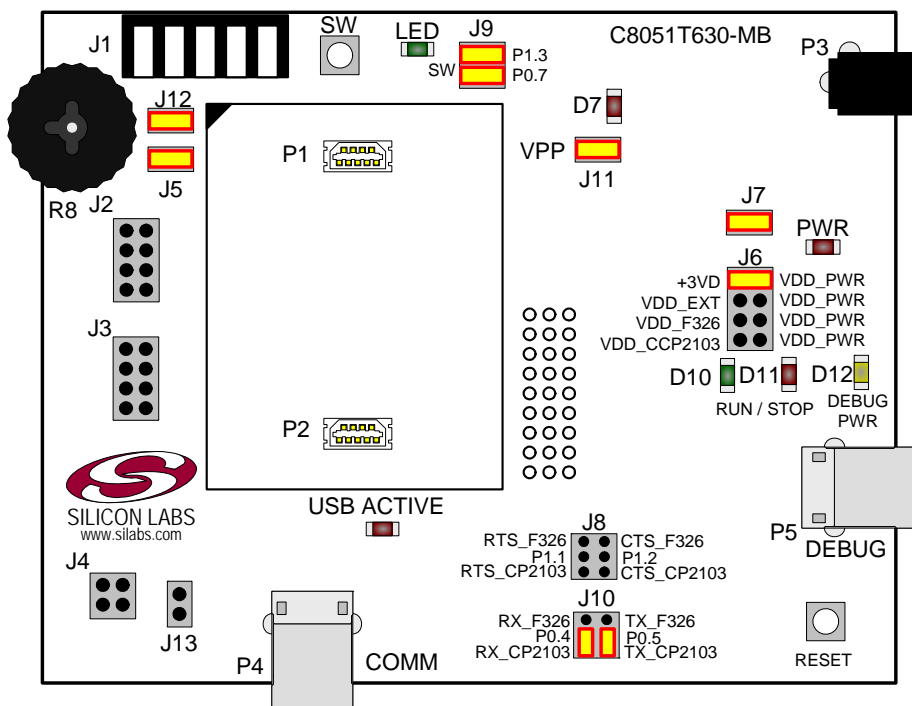 SW
LED
J9
C8051T630-MB
J1
P3
P1.3
SW
P0.7
J12
D7
P1
VPP
J11
J5
R8
J2
J7
PWR
J6
+3VD
VDD_PWR
VDD_EXT
VDD_PWR
VDD_F326
VDD_PWR
VDD_CCP2103
VDD_PWR
J3
D10
D11
D12
RUN / STOP
DEBUG
PWR
P2
SILICON LABS
www.silabs.com
USB ACTIVE
J8
P5
DEBUG
RTS_F326
CTS_F326
P1.1
P1.2
RTS_CP2103
CTS_CP2103
J4
J13
J10
RX_F326
TX_F326
P0.4
P0.5
RX_CP2103
TX_CP2103
P4
COMM
RESET